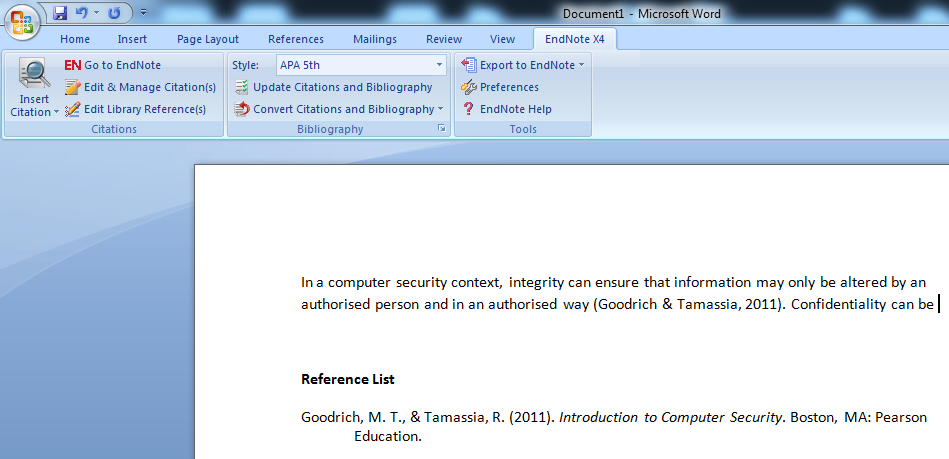 Document1 - Microsoft Word
Home Insert Page Layout References Mailings Review View EndNote X4
EN Go to EndNote Style: APA 5th Export to EndNote
Insert Citation Edit & Manage Citation(s) Update Citations and Bibliography Preferences
Edit Library Reference(s) Convert Citations and Bibliography ? EndNote Help
Citations Bibliography Tools
In a computer security context, integrity can ensure that information may only be altered by an
authorised person and in an authorised way (Goodrich & Tamassia, 2011). Confidentiality can be
Reference List
Goodrich, M. T., & Tamassia, R. (2011). Introduction to Computer Security. Boston, MA: Pearson
Education.